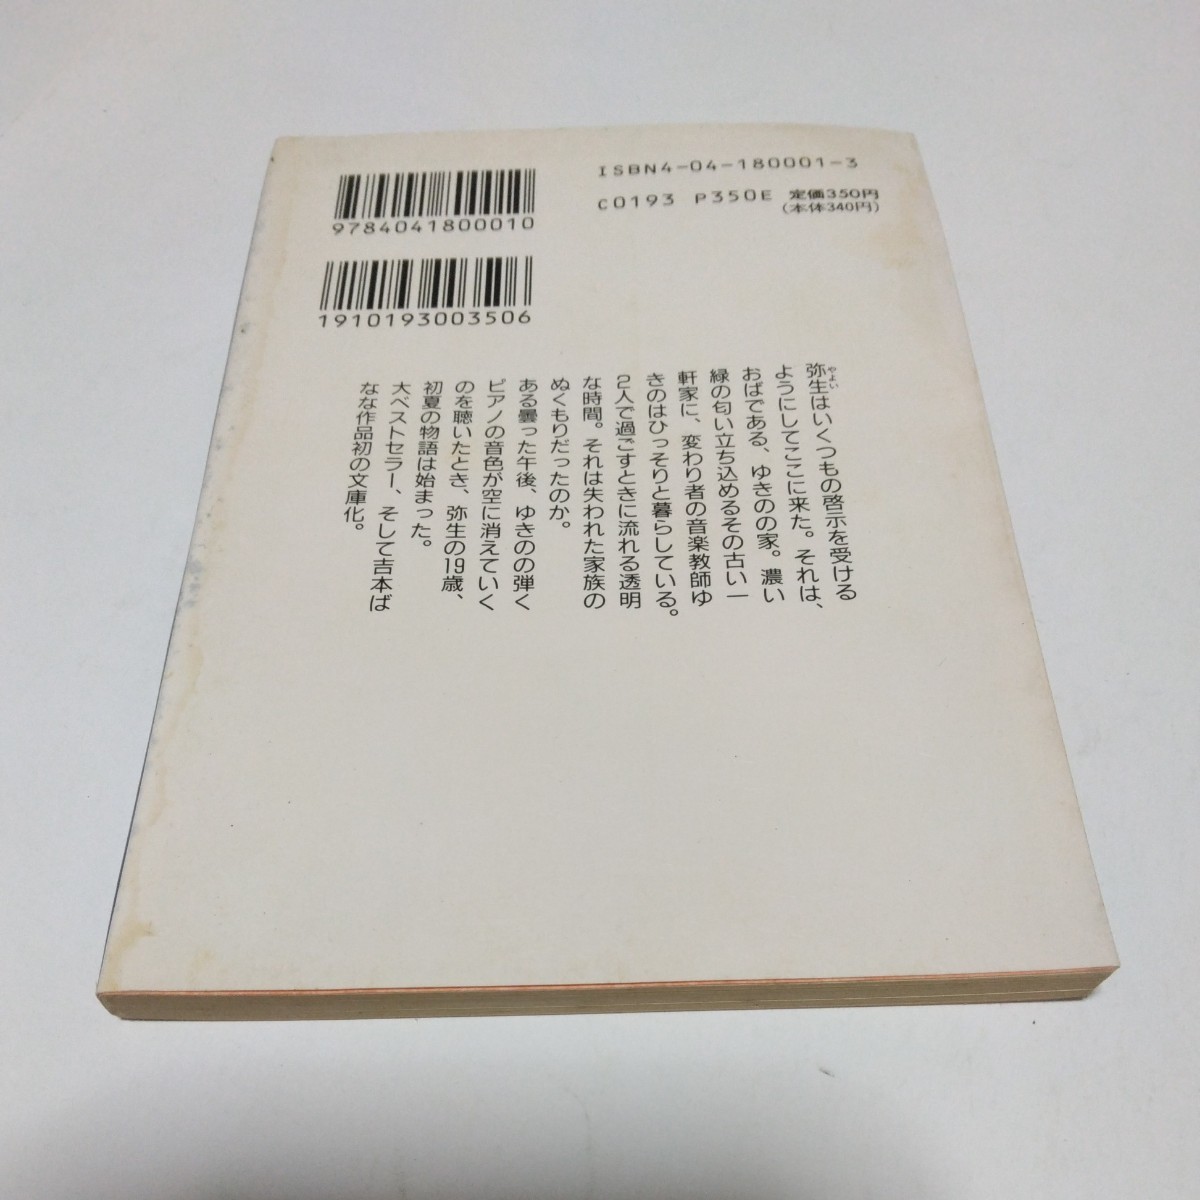 ISBN4-04-180001-3
C0193 P350E 定価350円
(本体340円)
9784041800010
1910193003506
弥生はいくつもの啓示を受ける
やよい
ようにしてここに来た。それは、
おばである、ゆきのの家。濃い
緑の匂い立ち込めるその古い一
軒家に、変わり者の音楽教師ゆ
きのはひっそりと暮らしている。
2人で過ごすときに流れる透明
な時間。それは失われた家族の
ぬくもりだったのか。
ある曇った午後、ゆきのの弾く
ピアノの音色が空に消えていく
のを聴いたとき、弥生の19歳、
初夏の物語は始まった。
大ベストセラー、そして吉本ば
なな作品初の文庫化。